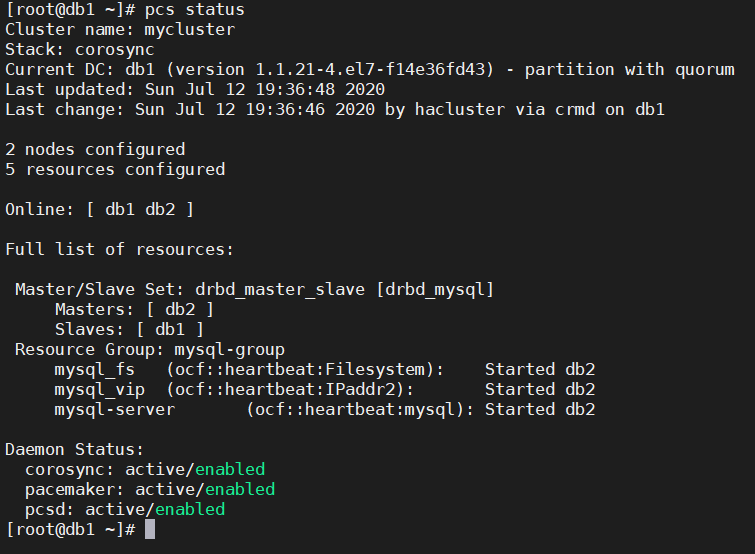 [root@db1 ~]# pcs status
Cluster name: mycluster
Stack: corosync
Current DC: db1 (version 1.1.21-4.el7-f14e36fd43) - partition with quorum
Last updated: Sun Jul 12 19:36:48 2020
Last change: Sun Jul 12 19:36:46 2020 by hacluster via crmd on db1

2 nodes configured
5 resources configured

Online: [ db1 db2 ]

Full list of resources:

 Master/Slave Set: drbd_master_slave [drbd_mysql]
     Masters: [ db2 ]
     Slaves: [ db1 ]
 Resource Group: mysql-group
     mysql_fs	(ocf::heartbeat:Filesystem):	Started db2
     mysql_vip	(ocf::heartbeat:IPaddr2):	Started db2
     mysql-server	(ocf::heartbeat:mysql):	Started db2

Daemon Status:
  corosync: active/enabled
  pacemaker: active/enabled
  pcsd: active/enabled
[root@db1 ~]#